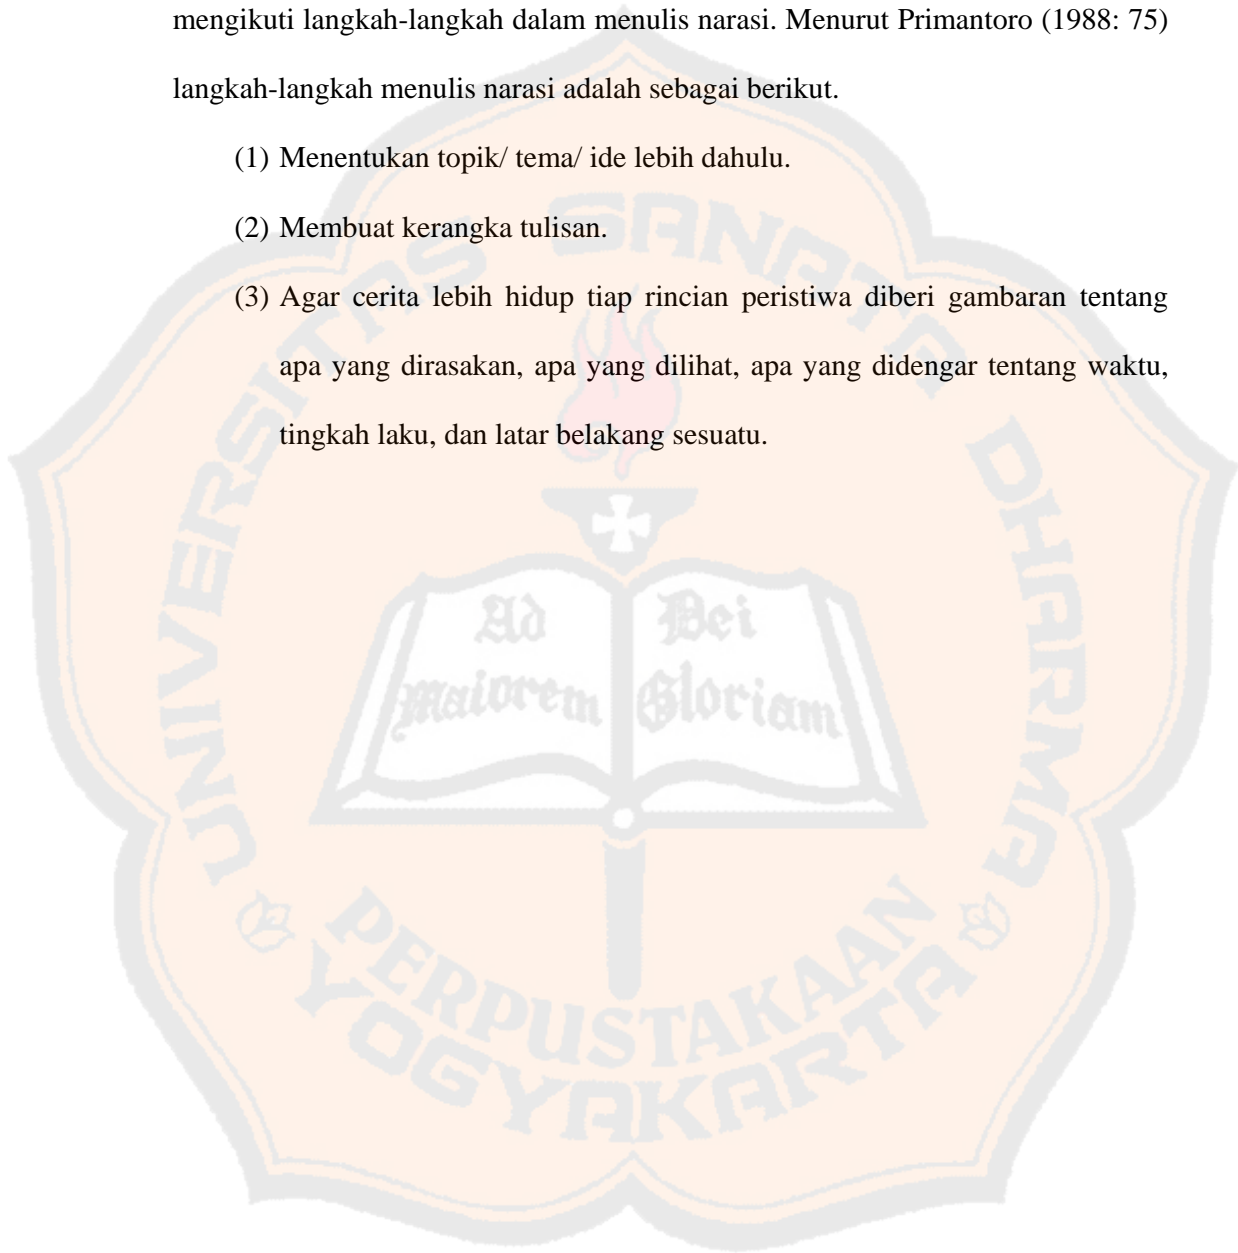 mengikuti langkah-langkah dalam menulis narasi. Menurut Primantoro (1988: 75)
langkah-langkah menulis narasi adalah sebagai berikut.
(1) Menentukan topik/ tema/ ide lebih dahulu.
(2) Membuat kerangka tulisan.
(3) Agar cerita lebih hidup tiap rincian peristiwa diberi gambaran tentang
apa yang dirasakan, apa yang dilihat, apa yang didengar tentang waktu,
tingkah laku, dan latar belakang sesuatu.
UNIVERSITAS SANATA DHARMA
Ad Dei
Maiorem Gloriam
PERPUSTAKAAN
YOGYAKARTA